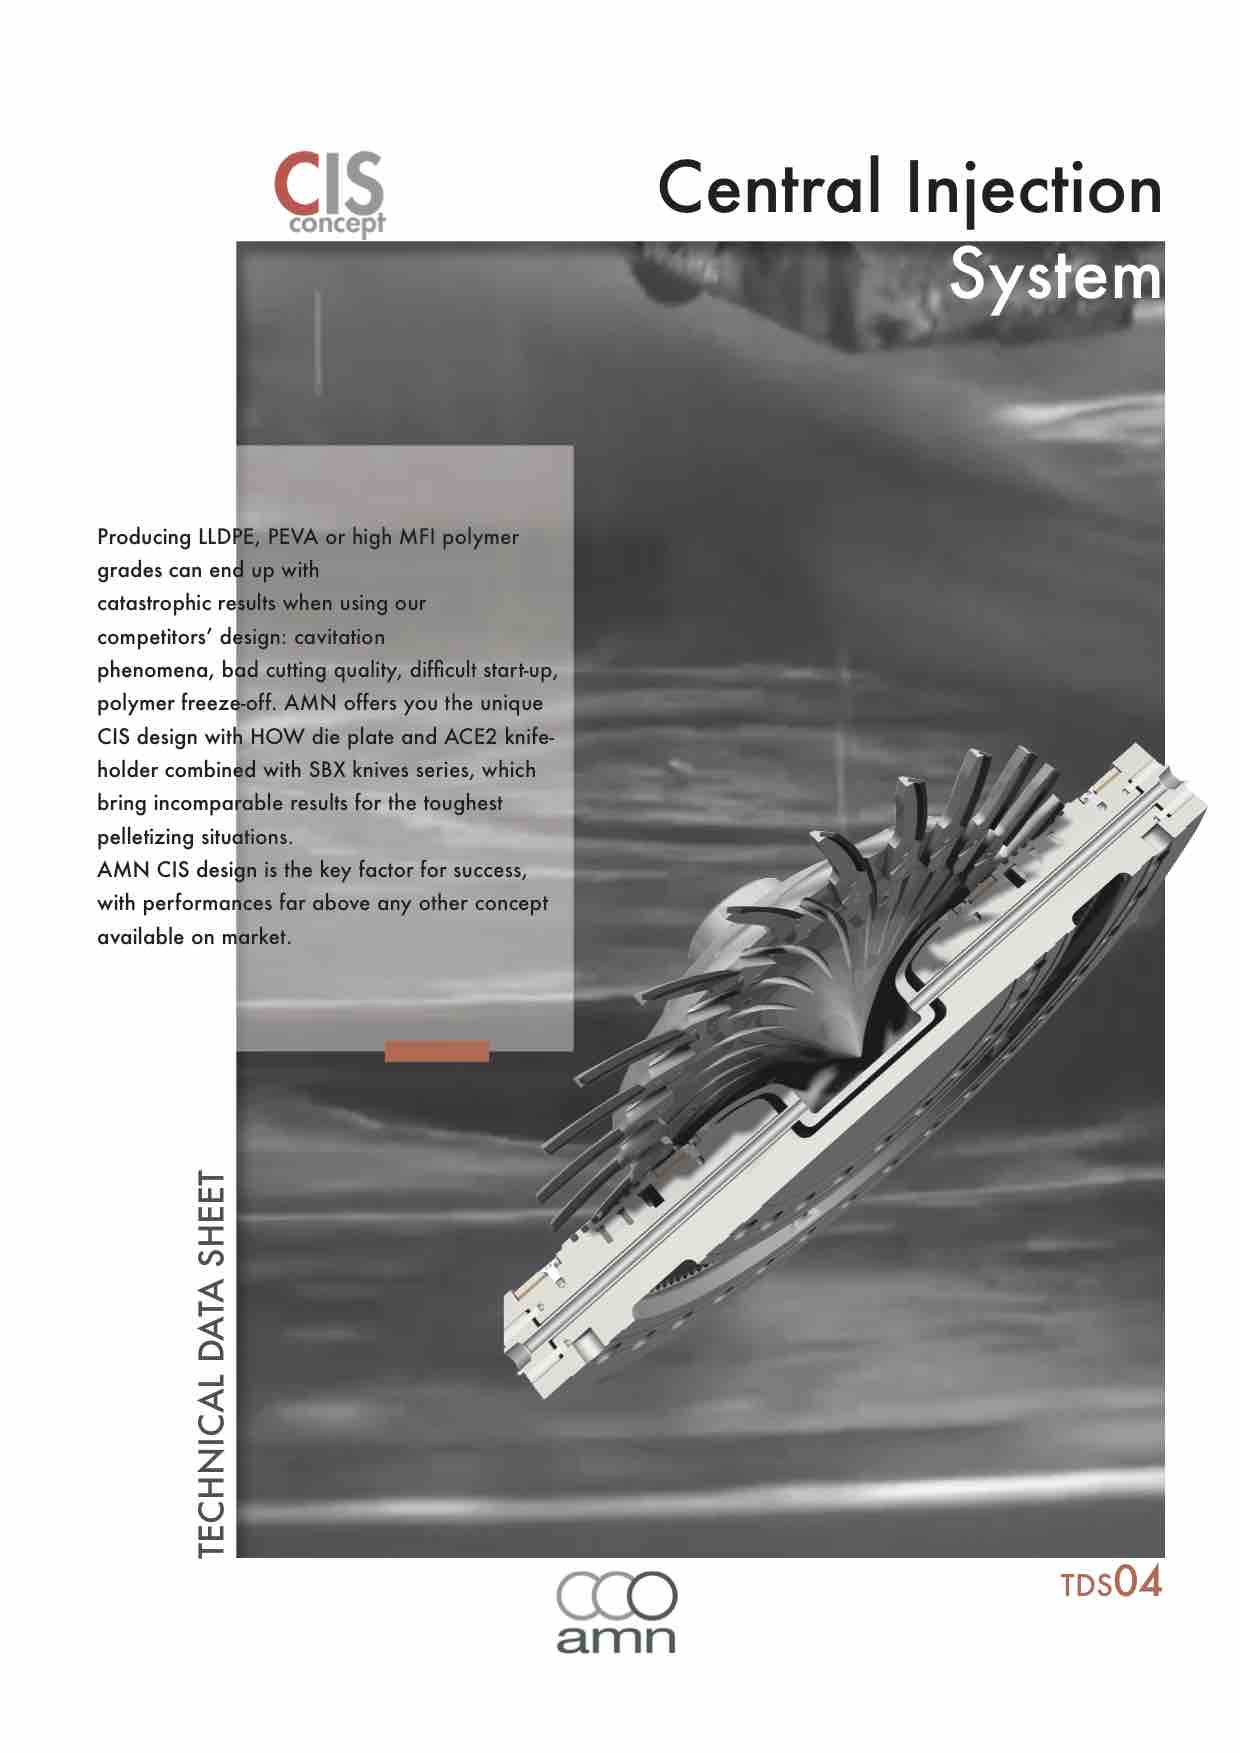 CIS
concept
Central Injection
System
Producing LLDPE, PEVA or high MFI polymer
grades can end up with
catastrophic results when using our
competitors’ design: cavitation
phenomena, bad cutting quality, difficult start-up,
polymer freeze-off. AMN offers you the unique
CIS design with HOW die plate and ACE2 knife-
holder combined with SBX knives series, which
bring incomparable results for the toughest
pelletizing situations.
AMN CIS design is the key factor for success,
with performances far above any other concept
available on market.
TECHNICAL DATA SHEET
TDS04
amn